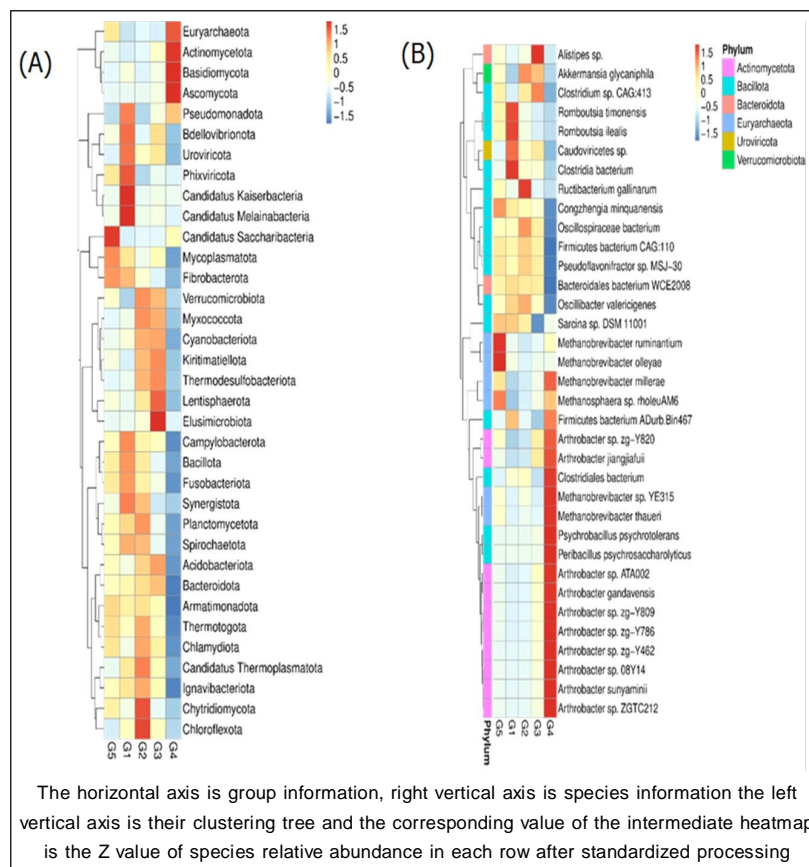 (A)
Euryarchaeota
Actinomycetota
Basidiomycota
Ascomycota
Pseudomonadota
Bdellovibrionota
Uroviricota
Phixviricota
Candidatus Kaiserbacteria
Candidatus Melainabacteria
Candidatus Saccharibacteria
Mycoplasmatota
Fibrobacterota
Verrucomicrobiota
Myxococcota
Cyanobacteriota
Kiritimatiellota
Thermodesulfobacteriota
Lentisphaerota
Elusimicrobiota
Campylobacterota
Bacillota
Fusobacteriota
Synergistota
Planctomycetota
Spirochaetota
Acidobacteriota
Bacteroidota
Armatimonadota
Thermotogota
Chlamydiota
Candidatus Thermoplasmatota
Ignavibacteriota
Chytridiomycota
Chloroflexota
G5 G1 G2 G3 G4
1.5
1
0.5
0
−0.5
−1
−1.5
(B)
Alistipes sp.
Akkermansia glycaniphila
Clostridium sp. CAG:413
Romboutsia timonensis
Romboutsia ilealis
Caudoviricetes sp.
Clostridia bacterium
Ructibacterium gallinarum
Congzhengia minquanensis
Oscillospiraceae bacterium
Firmicutes bacterium CAG:110
Pseudoflavonifractor sp. MSJ-30
Bacteroidales bacterium WCE2008
Oscillibacter valericigenes
Sarcina sp. DSM 11001
Methanobrevibacter ruminantium
Methanobrevibacter olleyae
Methanobrevibacter millerae
Methanosphaera sp. rholeuAM6
Firmicutes bacterium ADurb.Bin467
Arthrobacter sp. zg-Y820
Arthrobacter jiangjiafuii
Clostridiales bacterium
Methanobrevibacter sp. YE315
Methanobrevibacter thaueri
Psychrobacillus psychrotolerans
Peribacillus psychrosaccharolyticus
Arthrobacter sp. ATA002
Arthrobacter gandavensis
Arthrobacter sp. zg-Y809
Arthrobacter sp. zg-Y786
Arthrobacter sp. zg-Y462
Arthrobacter sp. 08Y14
Arthrobacter sunyaminii
Arthrobacter sp. ZGTC212
Phylum G5 G1 G2 G3 G4
1.5
1
0.5
0
−0.5
−1
−1.5
Phylum
Actinomycetota
Bacillota
Bacteroidota
Euryarchaeota
Uroviricota
Verrucomicrobiota
The horizontal axis is group information, right vertical axis is species information the left
vertical axis is their clustering tree and the corresponding value of the intermediate heatmap
is the Z value of species relative abundance in each row after standardized processing